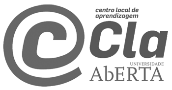 centro local de
aprendizagem
Cla
UNIVERSIDADE
AbERTA